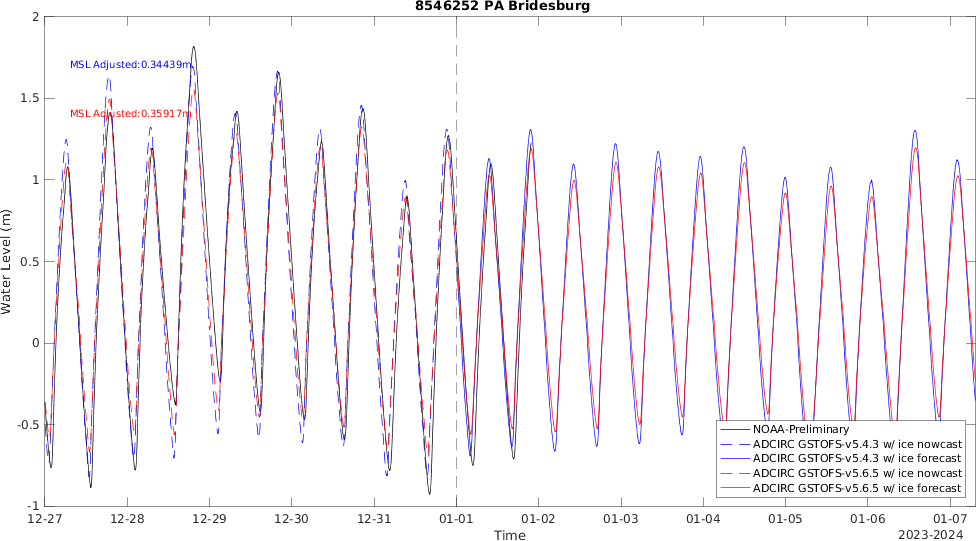 8546252 PA Bridesburg
2
1.5
1
0.5
0
-0.5
-1
Water Level (m)
MSL Adjusted:0.34439m
MSL Adjusted:0.35917m
NOAA-Preliminary
ADCIRC GSTOFS-v5.4.3 w/ ice nowcast
ADCIRC GSTOFS-v5.4.3 w/ ice forecast
ADCIRC GSTOFS-v5.6.5 w/ ice nowcast
ADCIRC GSTOFS-v5.6.5 w/ ice forecast
12-27 12-28 12-29 12-30 12-31 01-01 01-02 01-03 01-04 01-05 01-06 01-07
Time
2023-2024